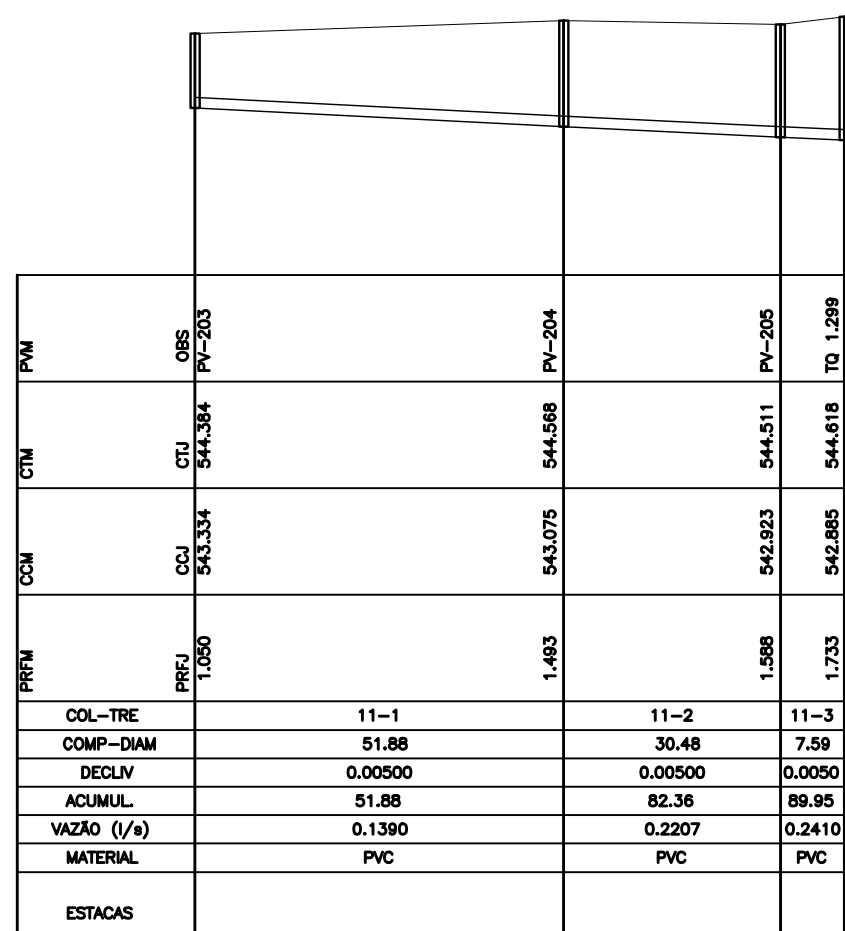 PVM OBS PV-203 PV-204 PV-205 TQ 1.299
CTM CTJ 544.384 544.568 544.511 544.618
CCM CCJ 543.334 543.075 542.923 542.885
PRFM PRFJ 1.050 1.493 1.588 1.733
COL-TRE 11-1 11-2 11-3
COMP-DIAM 51.88 30.48 7.59
DECLIV 0.00500 0.00500 0.0050
ACUMUL. 51.88 82.36 89.95
VAZÃO (l/s) 0.1390 0.2207 0.2410
MATERIAL PVC PVC PVC
ESTACAS